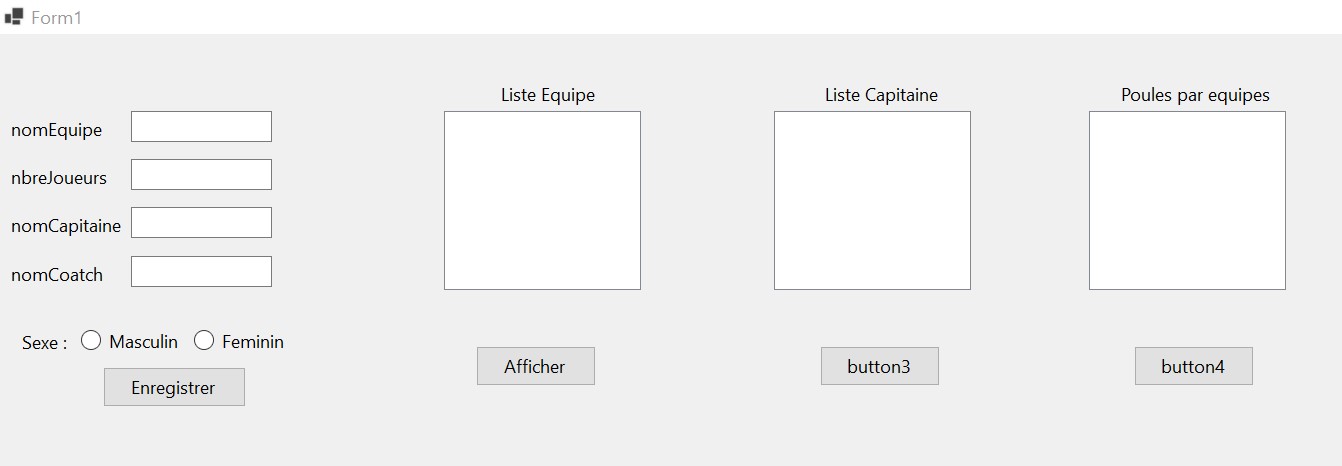 Form1
Liste Equipe
Liste Capitaine
Poules par equipes
nomEquipe
nbreJoueurs
nomCapitaine
nomCoatch
Sexe : Masculin Feminin
Enregistrer
Afficher
button3
button4